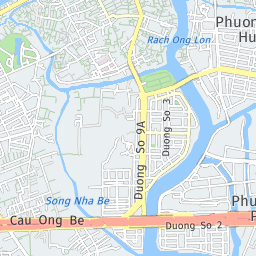 Phuon
Hu
Rach Ong Lon
Duong So 9A
Duong So 3
Song Nha Be
Phu
P
Cau Ong Be
Duong So 2